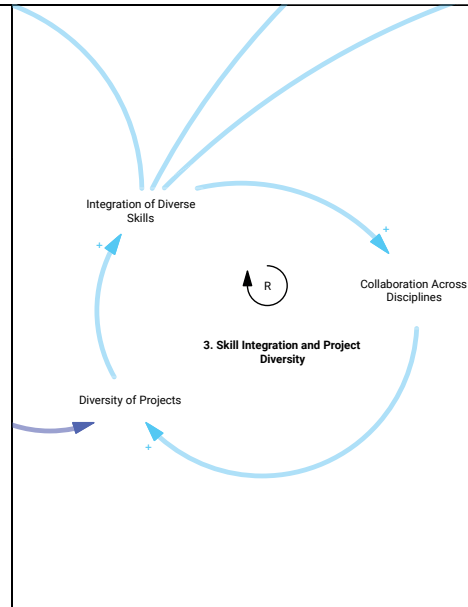 Integration of Diverse
Skills
+
+
R
Collaboration Across
Disciplines
3. Skill Integration and Project
Diversity
Diversity of Projects
+